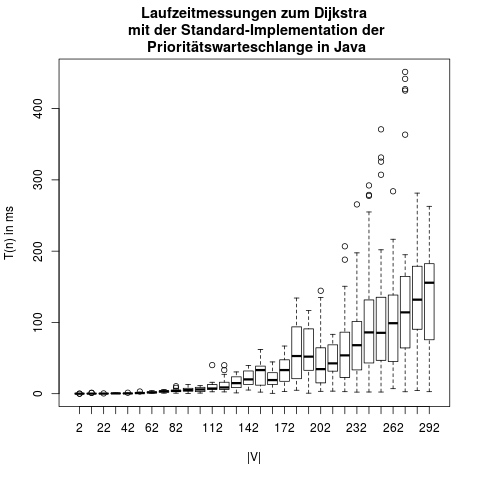 Laufzeitmessungen zum Dijkstra
mit der Standard-Implementation der
Prioritätswarteschlange in Java
T(n) in ms
400
300
200
100
0
2 22 42 62 82 112 142 172 202 232 262 292
|V|